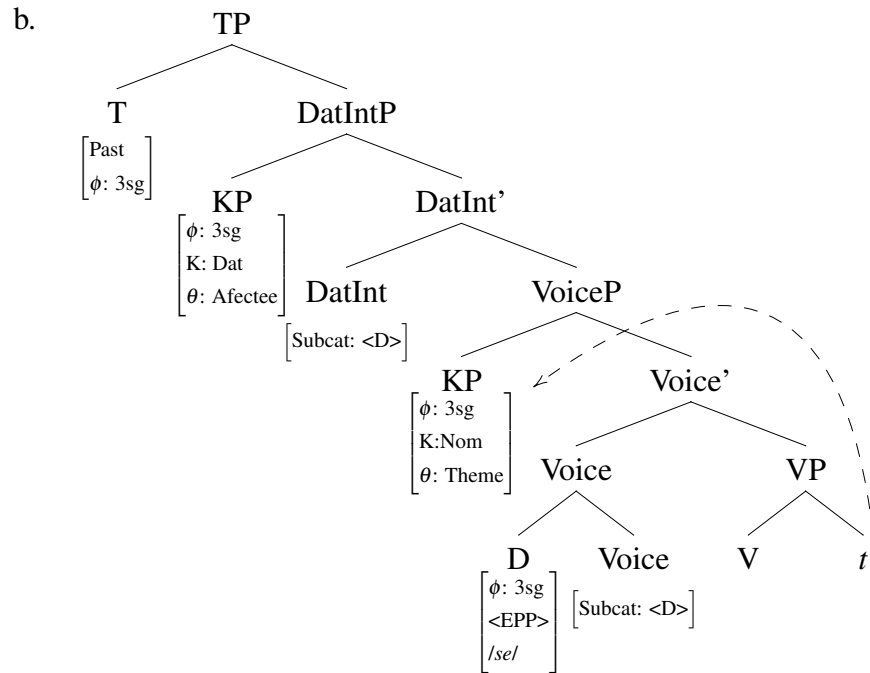 b.
TP
T DatIntP
[Past
ϕ: 3sg]
KP DatInt’
[ϕ: 3sg
K: Dat
θ: Afectee]
DatInt VoiceP
[Subcat: <D>]
KP Voice’
[ϕ: 3sg
K:Nom
θ: Theme]
Voice VP
D Voice V t
[ϕ: 3sg
<EPP>
/se/]
[Subcat: <D>]